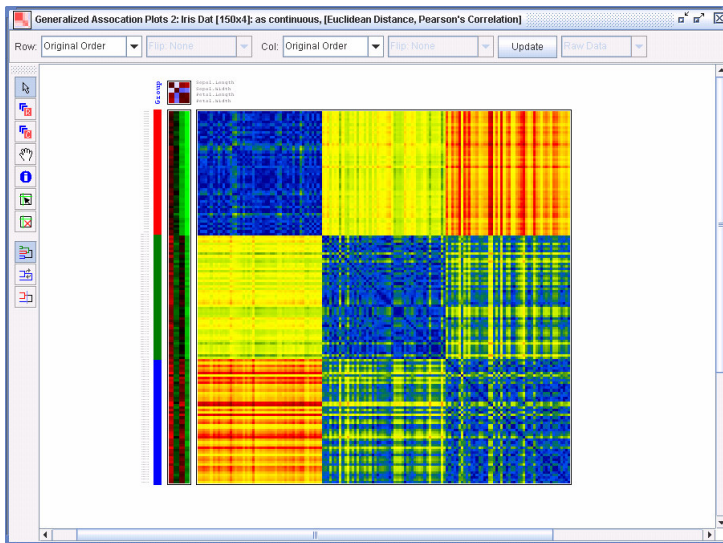 Generalized Assocation Plots 2: Iris Dat [150x4]: as continuous, [Euclidean Distance, Pearson's Correlation]
Row: Original Order Flip: None Col: Original Order Flip: None Update Raw Data
Group
Sepal.Length
Sepal.Width
Petal.Length
Petal.Width